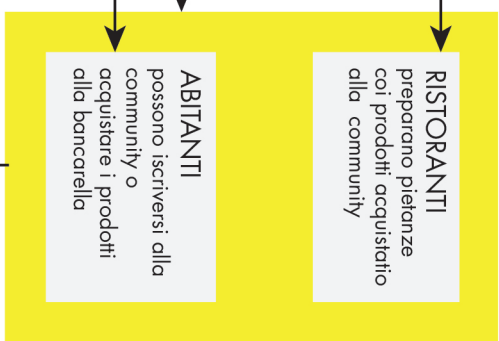 ABITANTI
possono iscriversi alla
community o
acquistare i prodotti
alla bancarella
RISTORANTI
preparano pietanze
coi prodotti acquistatio
alla community